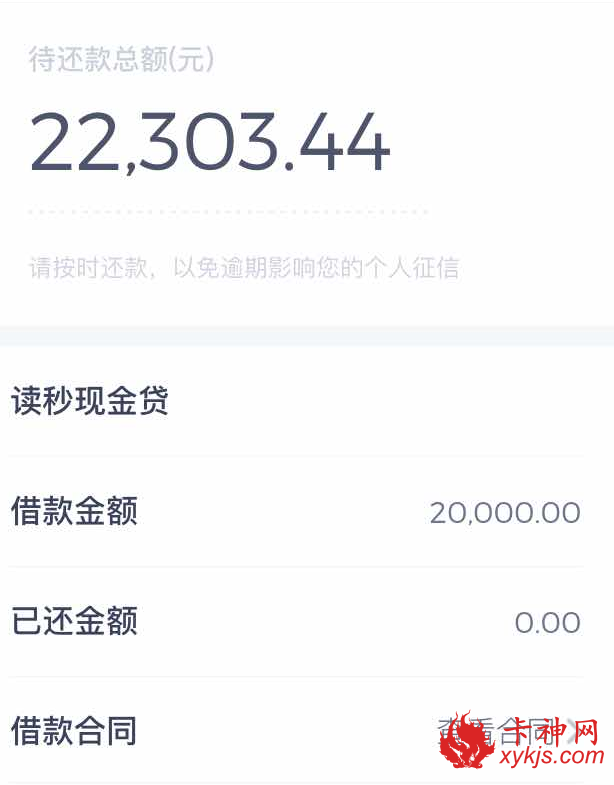 待还款总额(元)
22,303.44
请按时还款，以免逾期影响您的个人征信
读秒现金贷
借款金额 20,000.00
已还金额 0.00
借款合同 查看合同
卡神网
xykjs.com